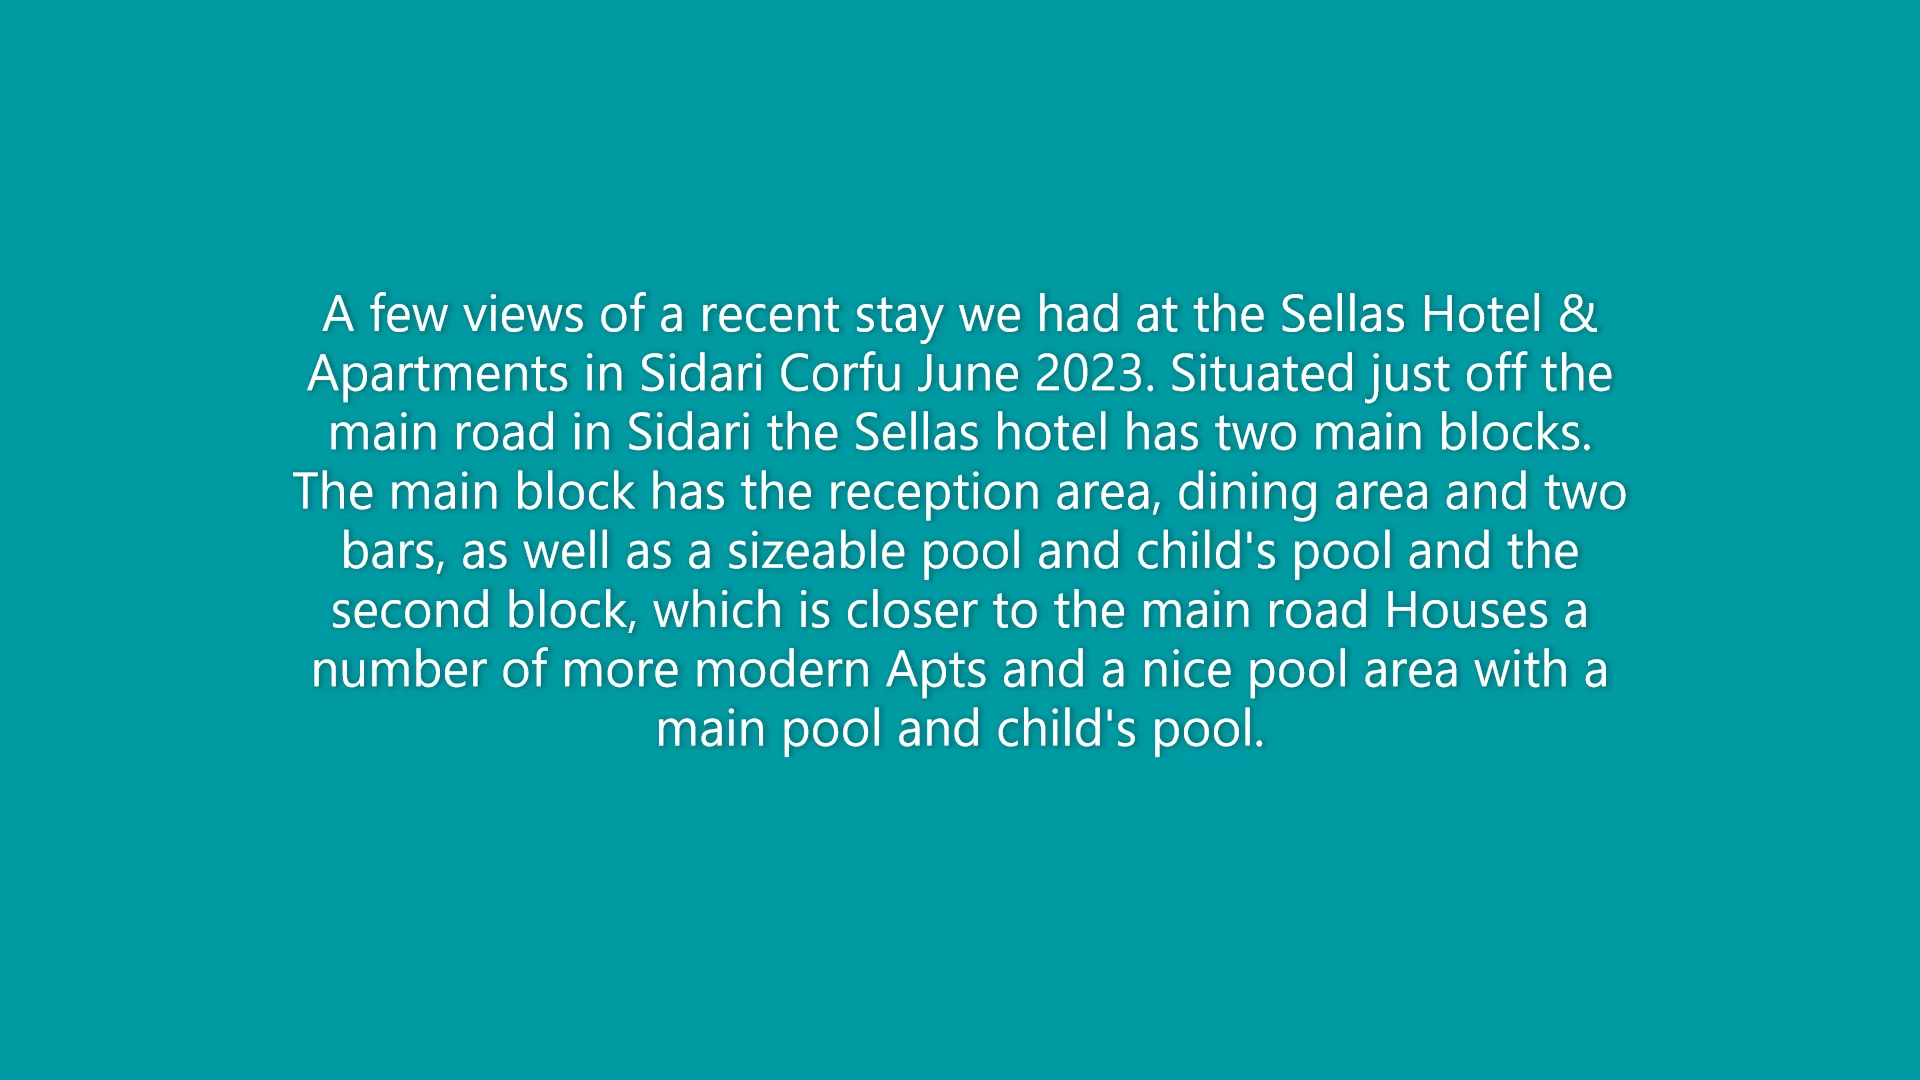 A few views of a recent stay we had at the Sellas Hotel &
Apartments in Sidari Corfu June 2023. Situated just off the
main road in Sidari the Sellas hotel has two main blocks.
The main block has the reception area, dining area and two
bars, as well as a sizeable pool and child's pool and the
second block, which is closer to the main road Houses a
number of more modern Apts and a nice pool area with a
main pool and child's pool.